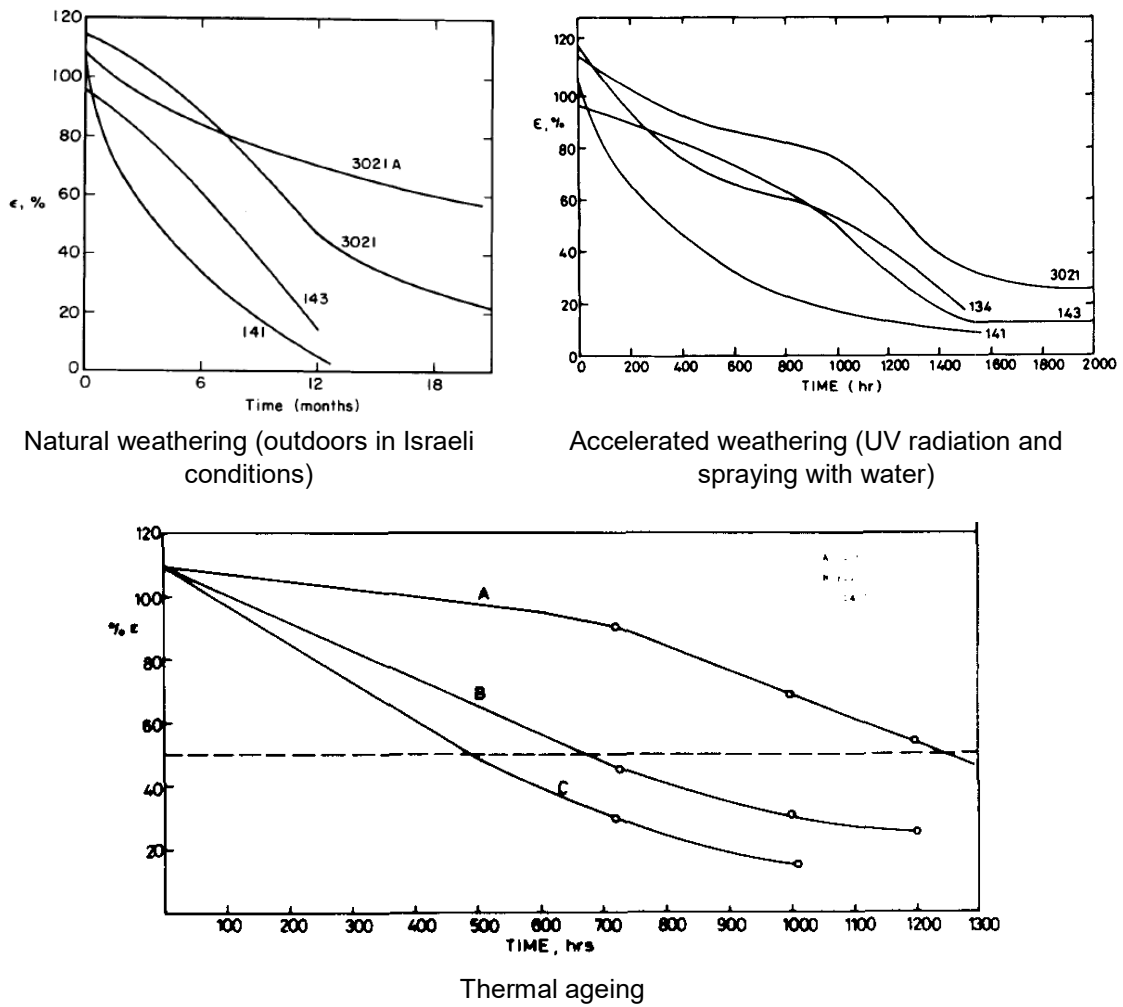 120
100
80
60
40
20
0
ϵ, %
3021 A
3021
143
141
0 6 12 18
Time (months)
120
100
80
60
40
20
0
ε, %
3021
134
143
141
0 200 400 600 800 1000 1200 1400 1600 1800 2000
TIME (hr)
Natural weathering (outdoors in Israeli
conditions)
Accelerated weathering (UV radiation and
spraying with water)
120
100
80
60
40
20
% ε
A
B
C
A
100 200 300 400 500 600 700 800 900 1000 1100 1200 1300
TIME, hrs
Thermal ageing